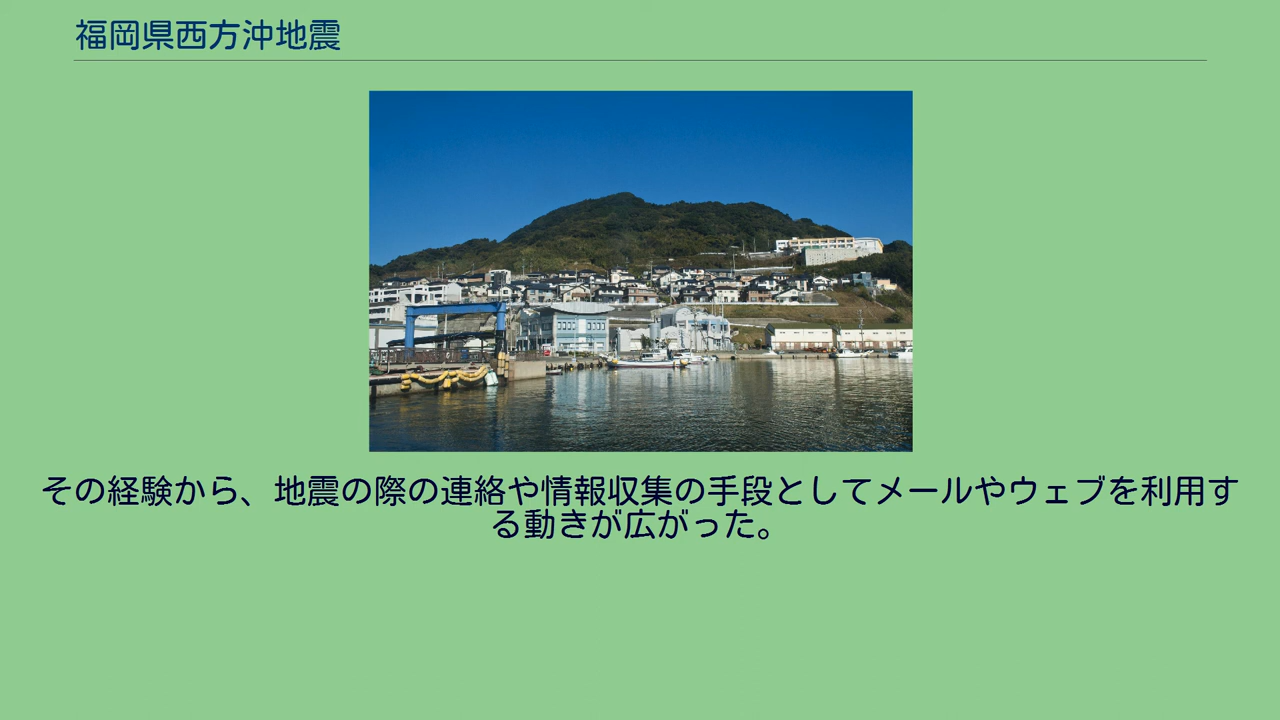 福岡県西方沖地震
その経験から、地震の際の連絡や情報収集の手段としてメールやウェブを利用す
る動きが広がった。